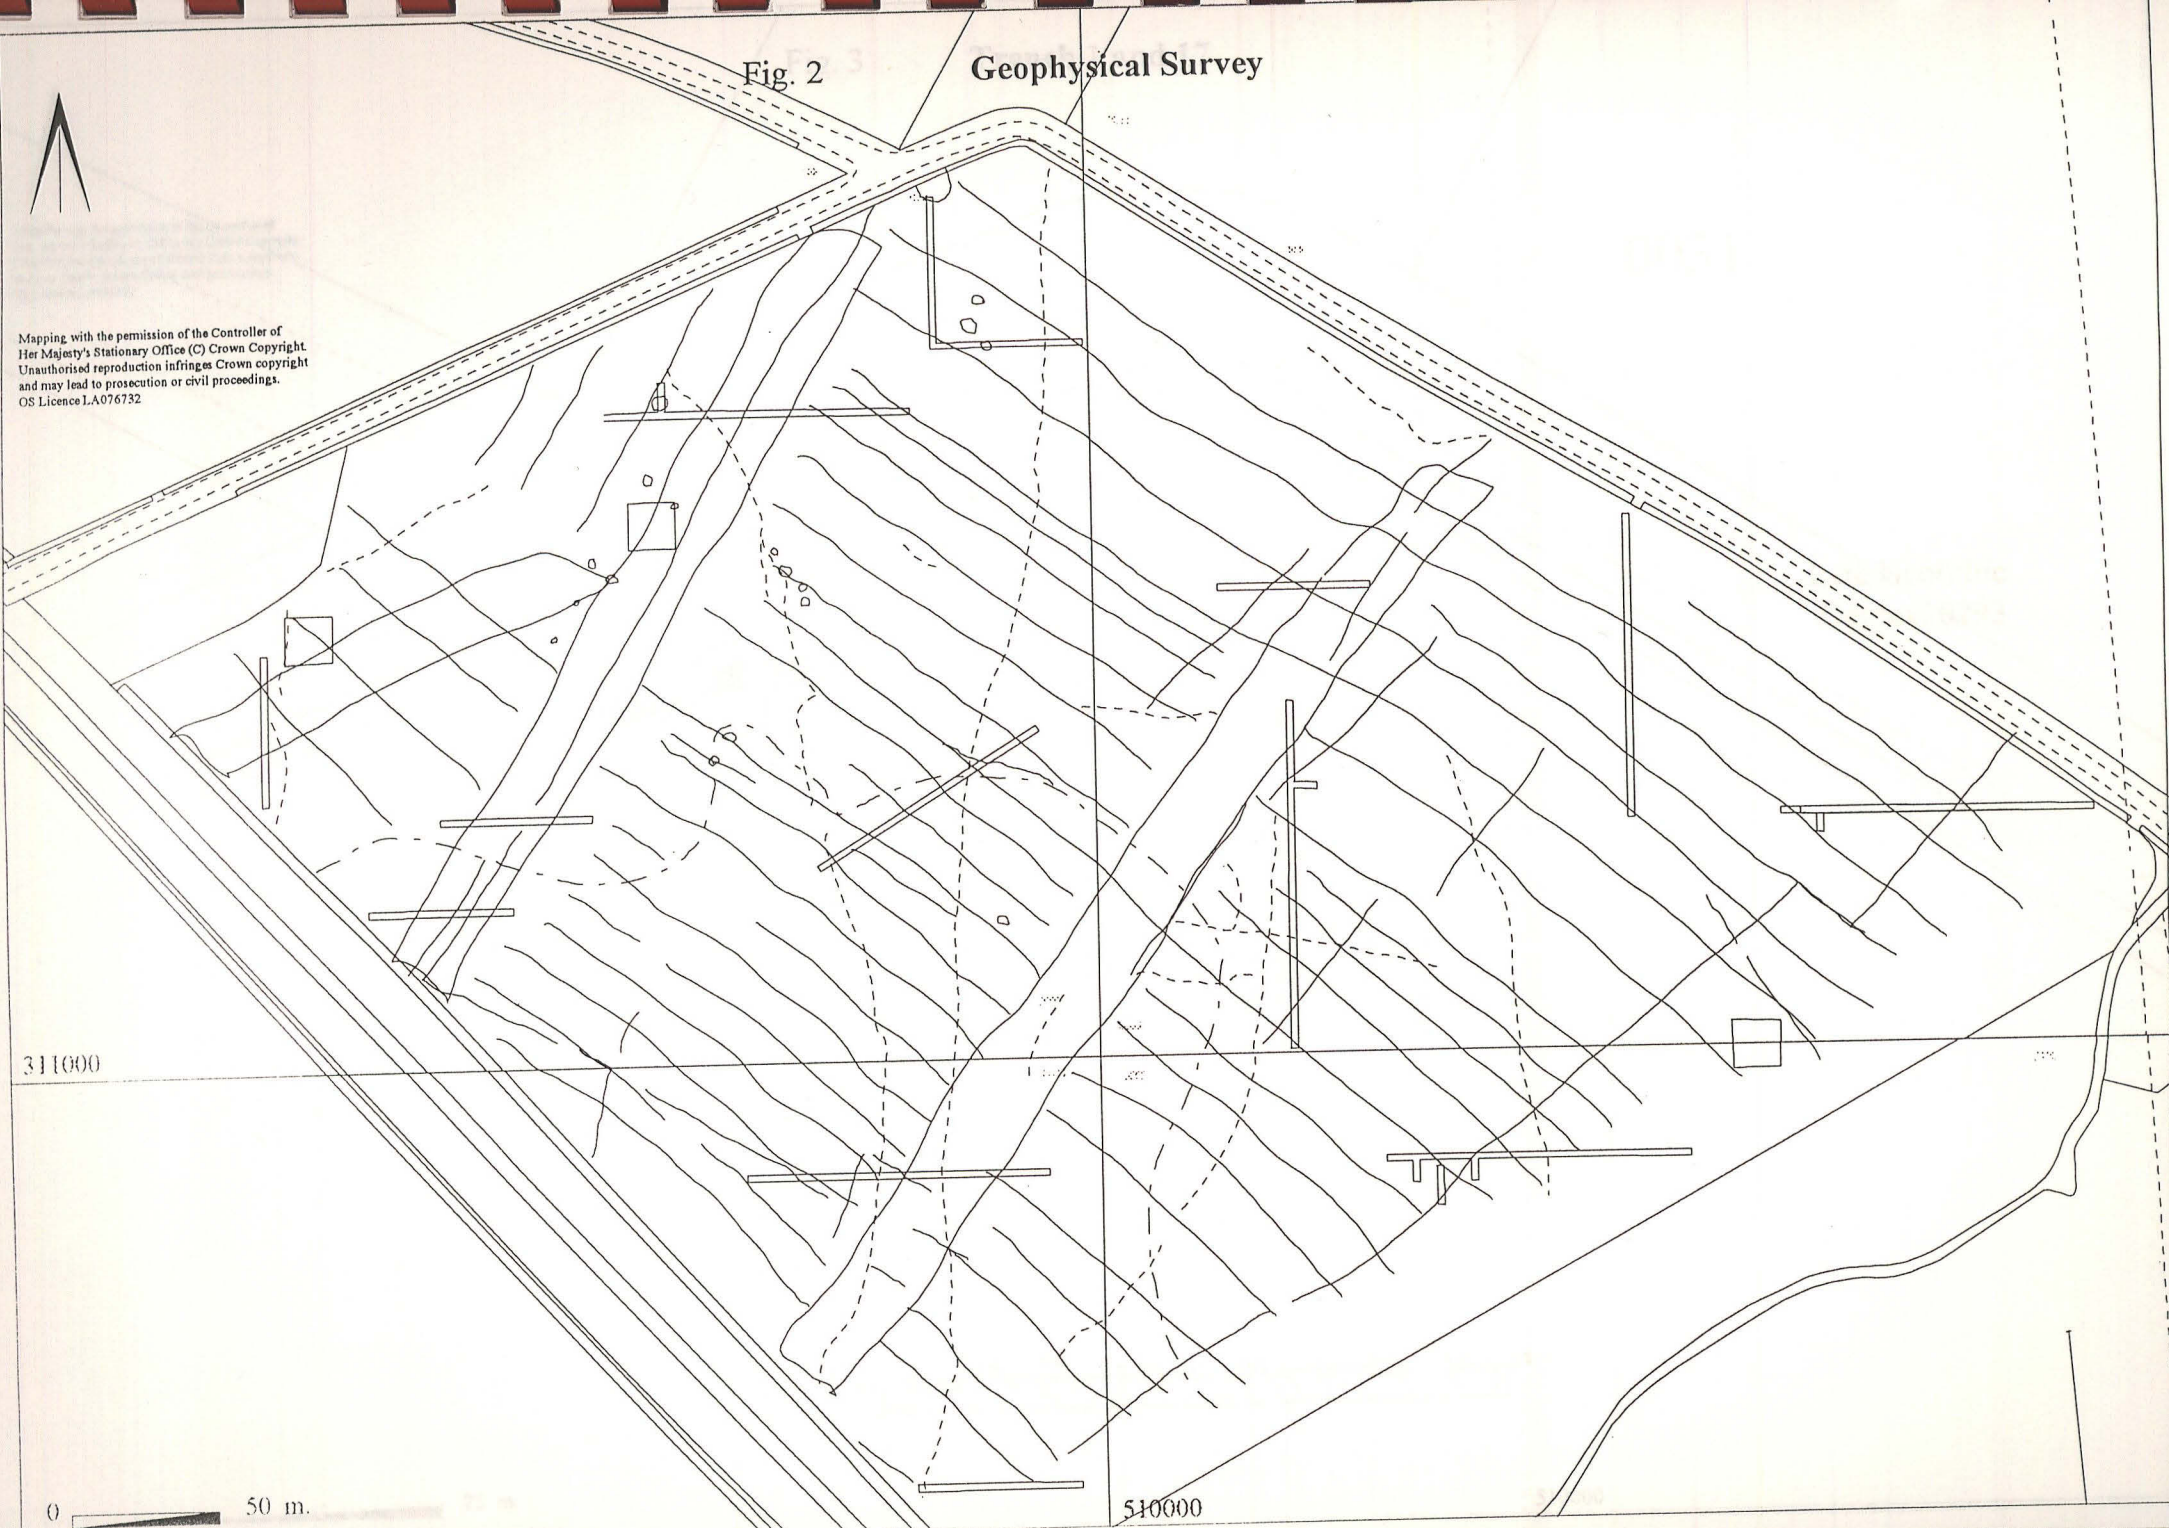 Fig. 2 Geophysical Survey
Mapping with the permission of the Controller of
Her Majesty's Stationary Office (C) Crown Copyright.
Unauthorised reproduction infringes Crown copyright
and may lead to prosecution or civil proceedings.
OS Licence LA076732
311000
0 50 m.
510000